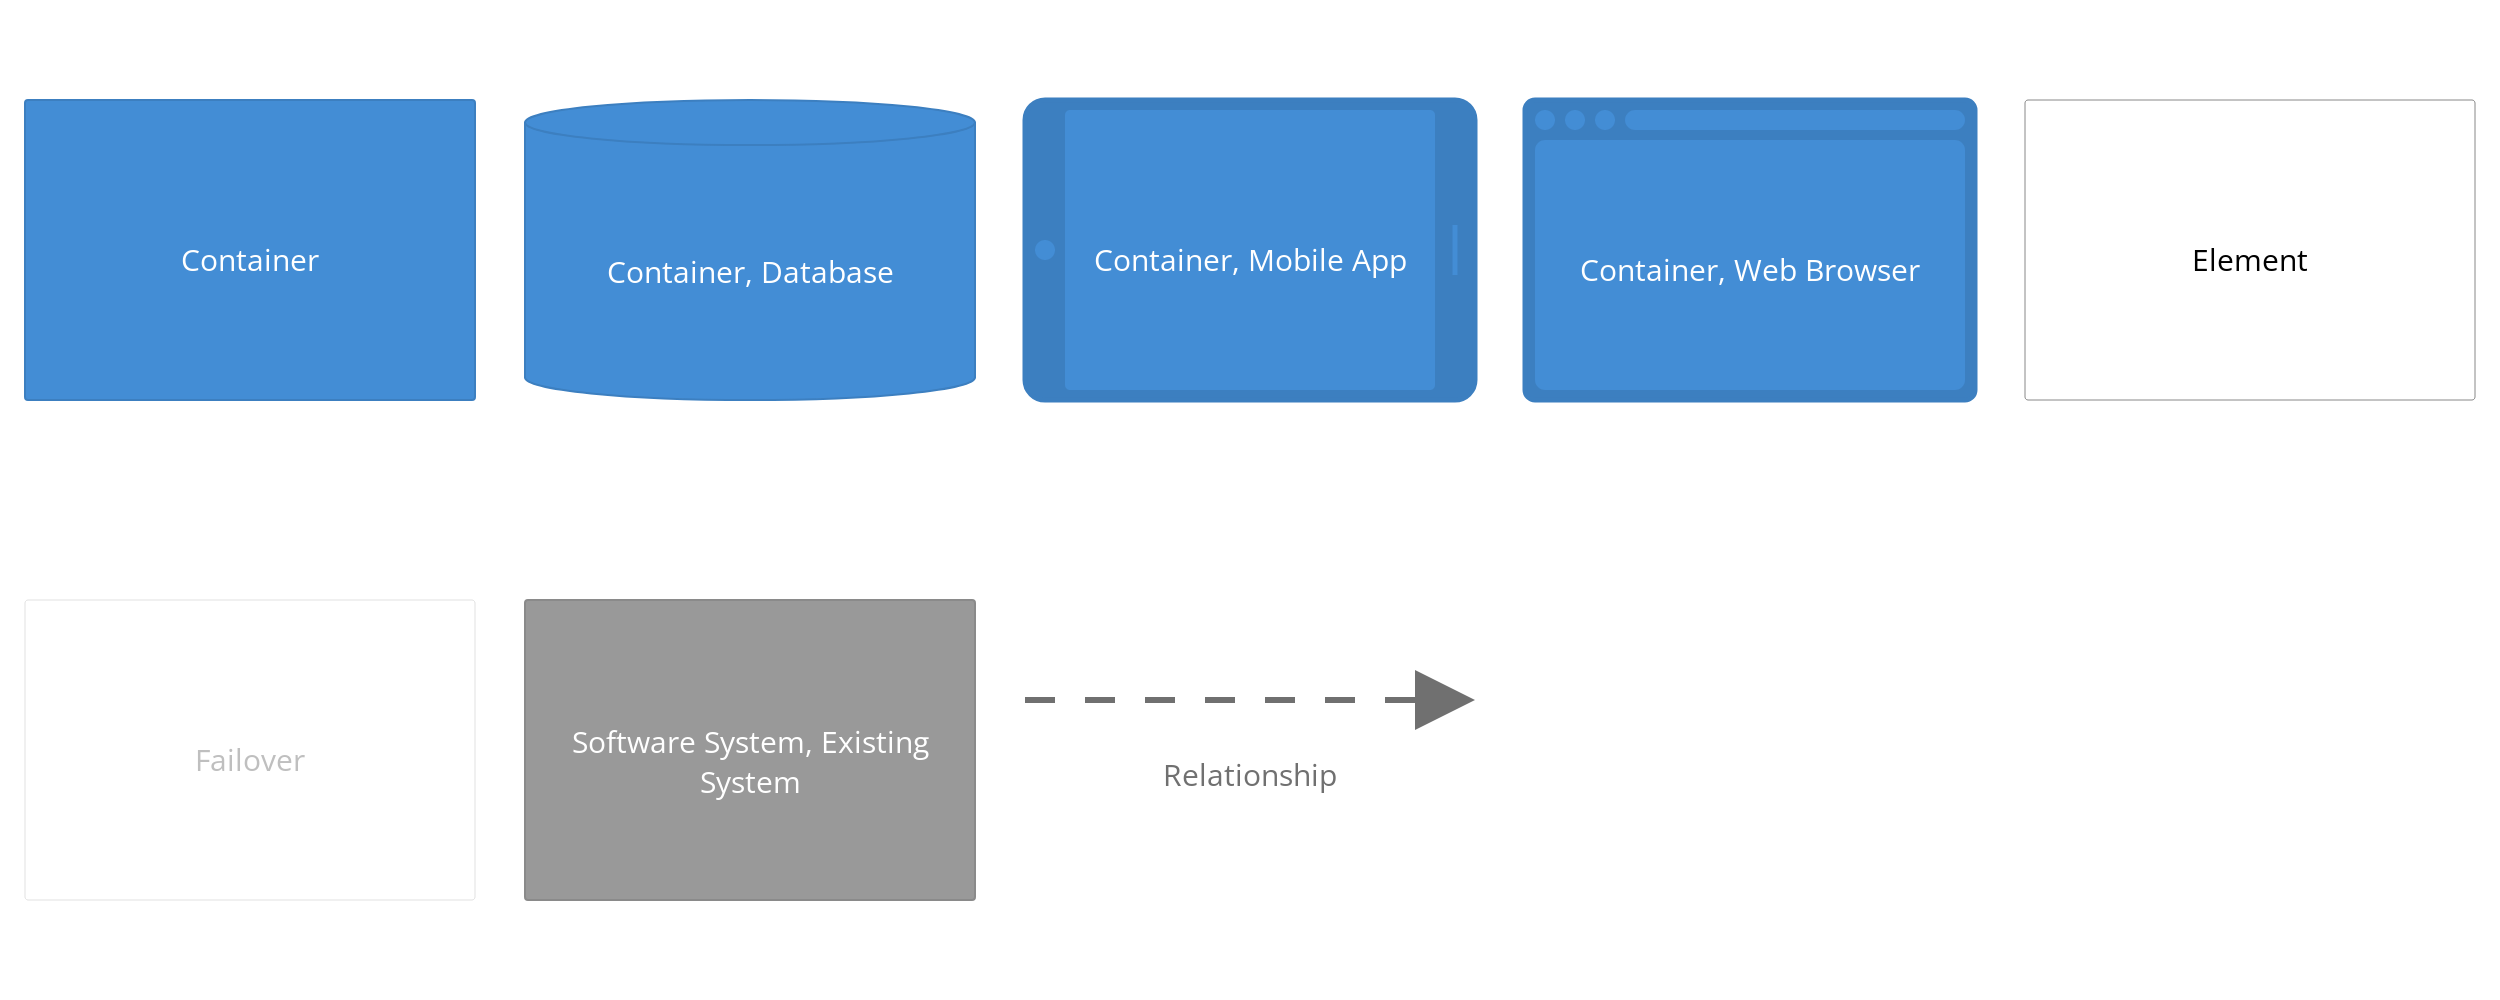 Container
Container, Database
Container, Mobile App
Container, Web Browser
Element
Failover
Software System, Existing
System
Relationship